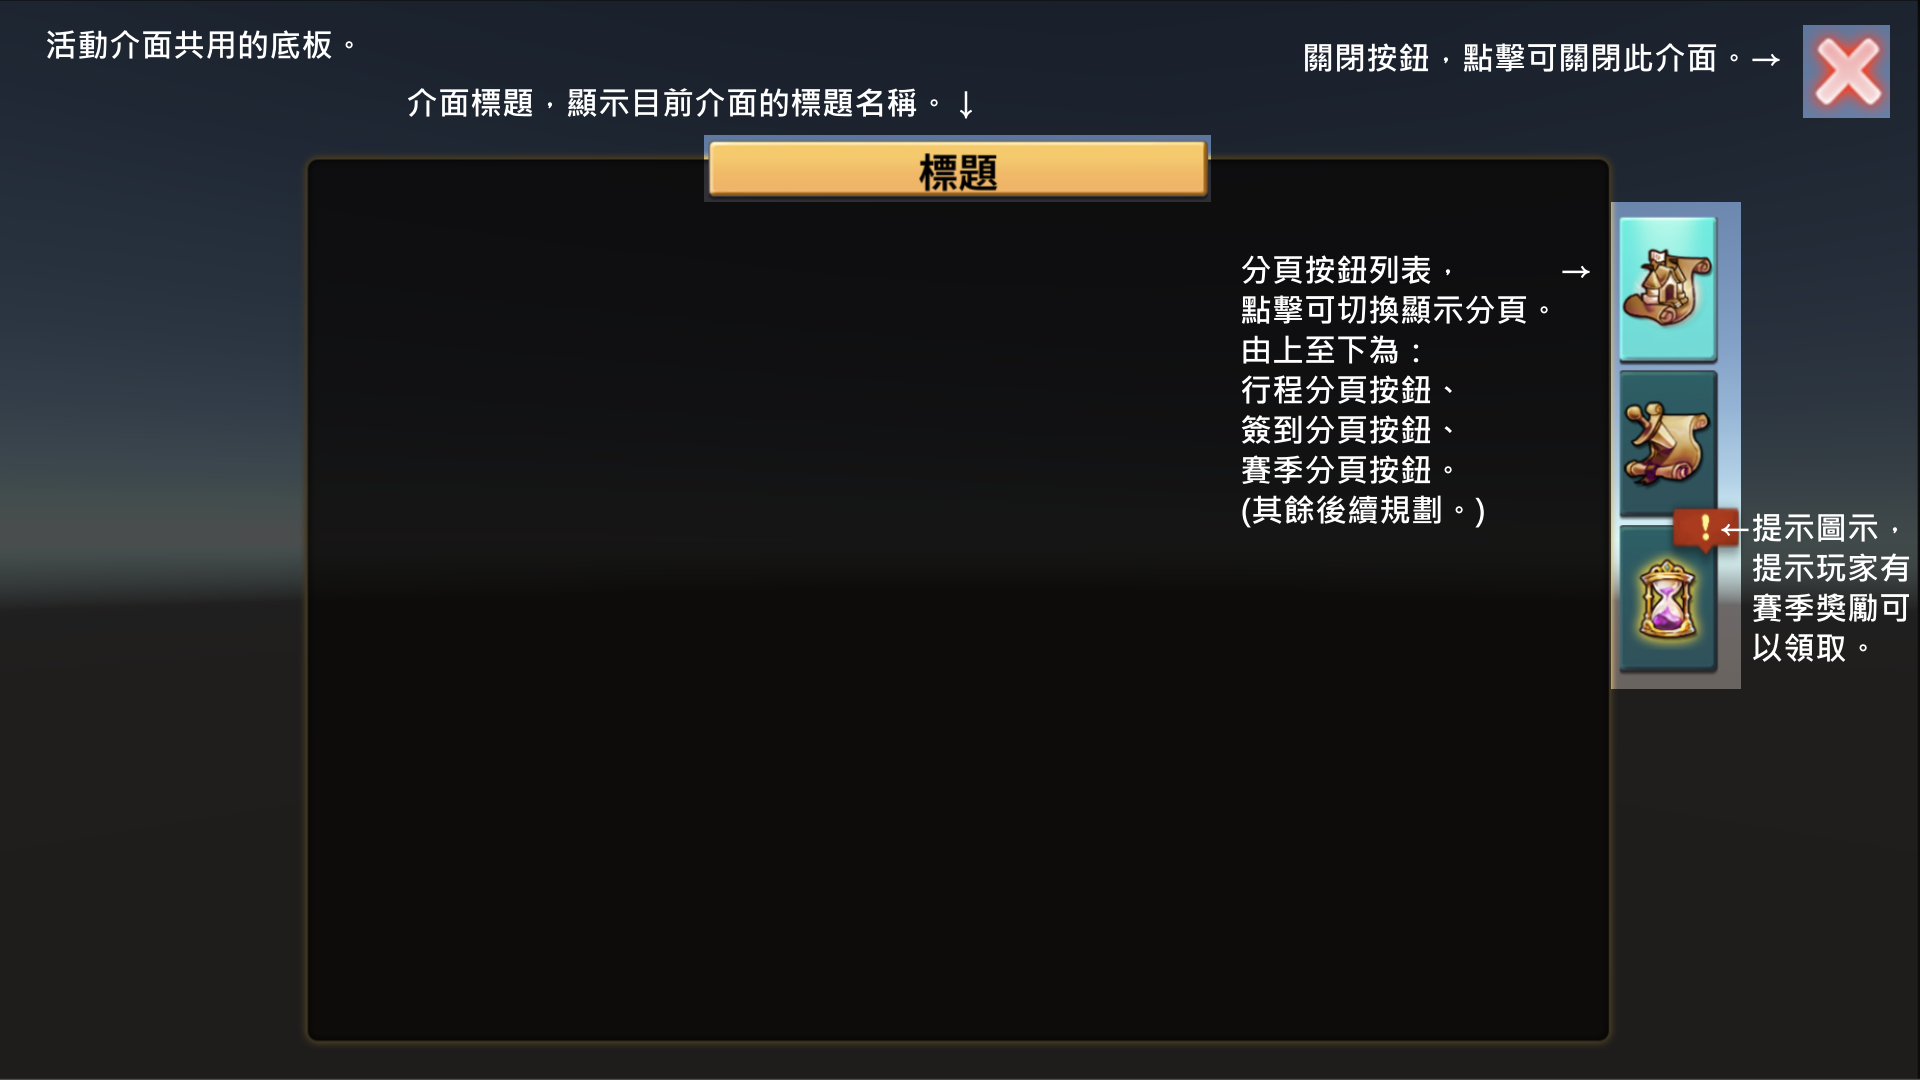 活動介面共用的底板。
關閉按鈕，點擊可關閉此介面。→
介面標題，顯示目前介面的標題名稱。↓
標題
分頁按鈕列表， →
點擊可切換顯示分頁。
由上至下為：
行程分頁按鈕、
簽到分頁按鈕、
賽季分頁按鈕。
(其餘後續規劃。)
!
←提示圖示，
提示玩家有
賽季獎勵可
以領取。